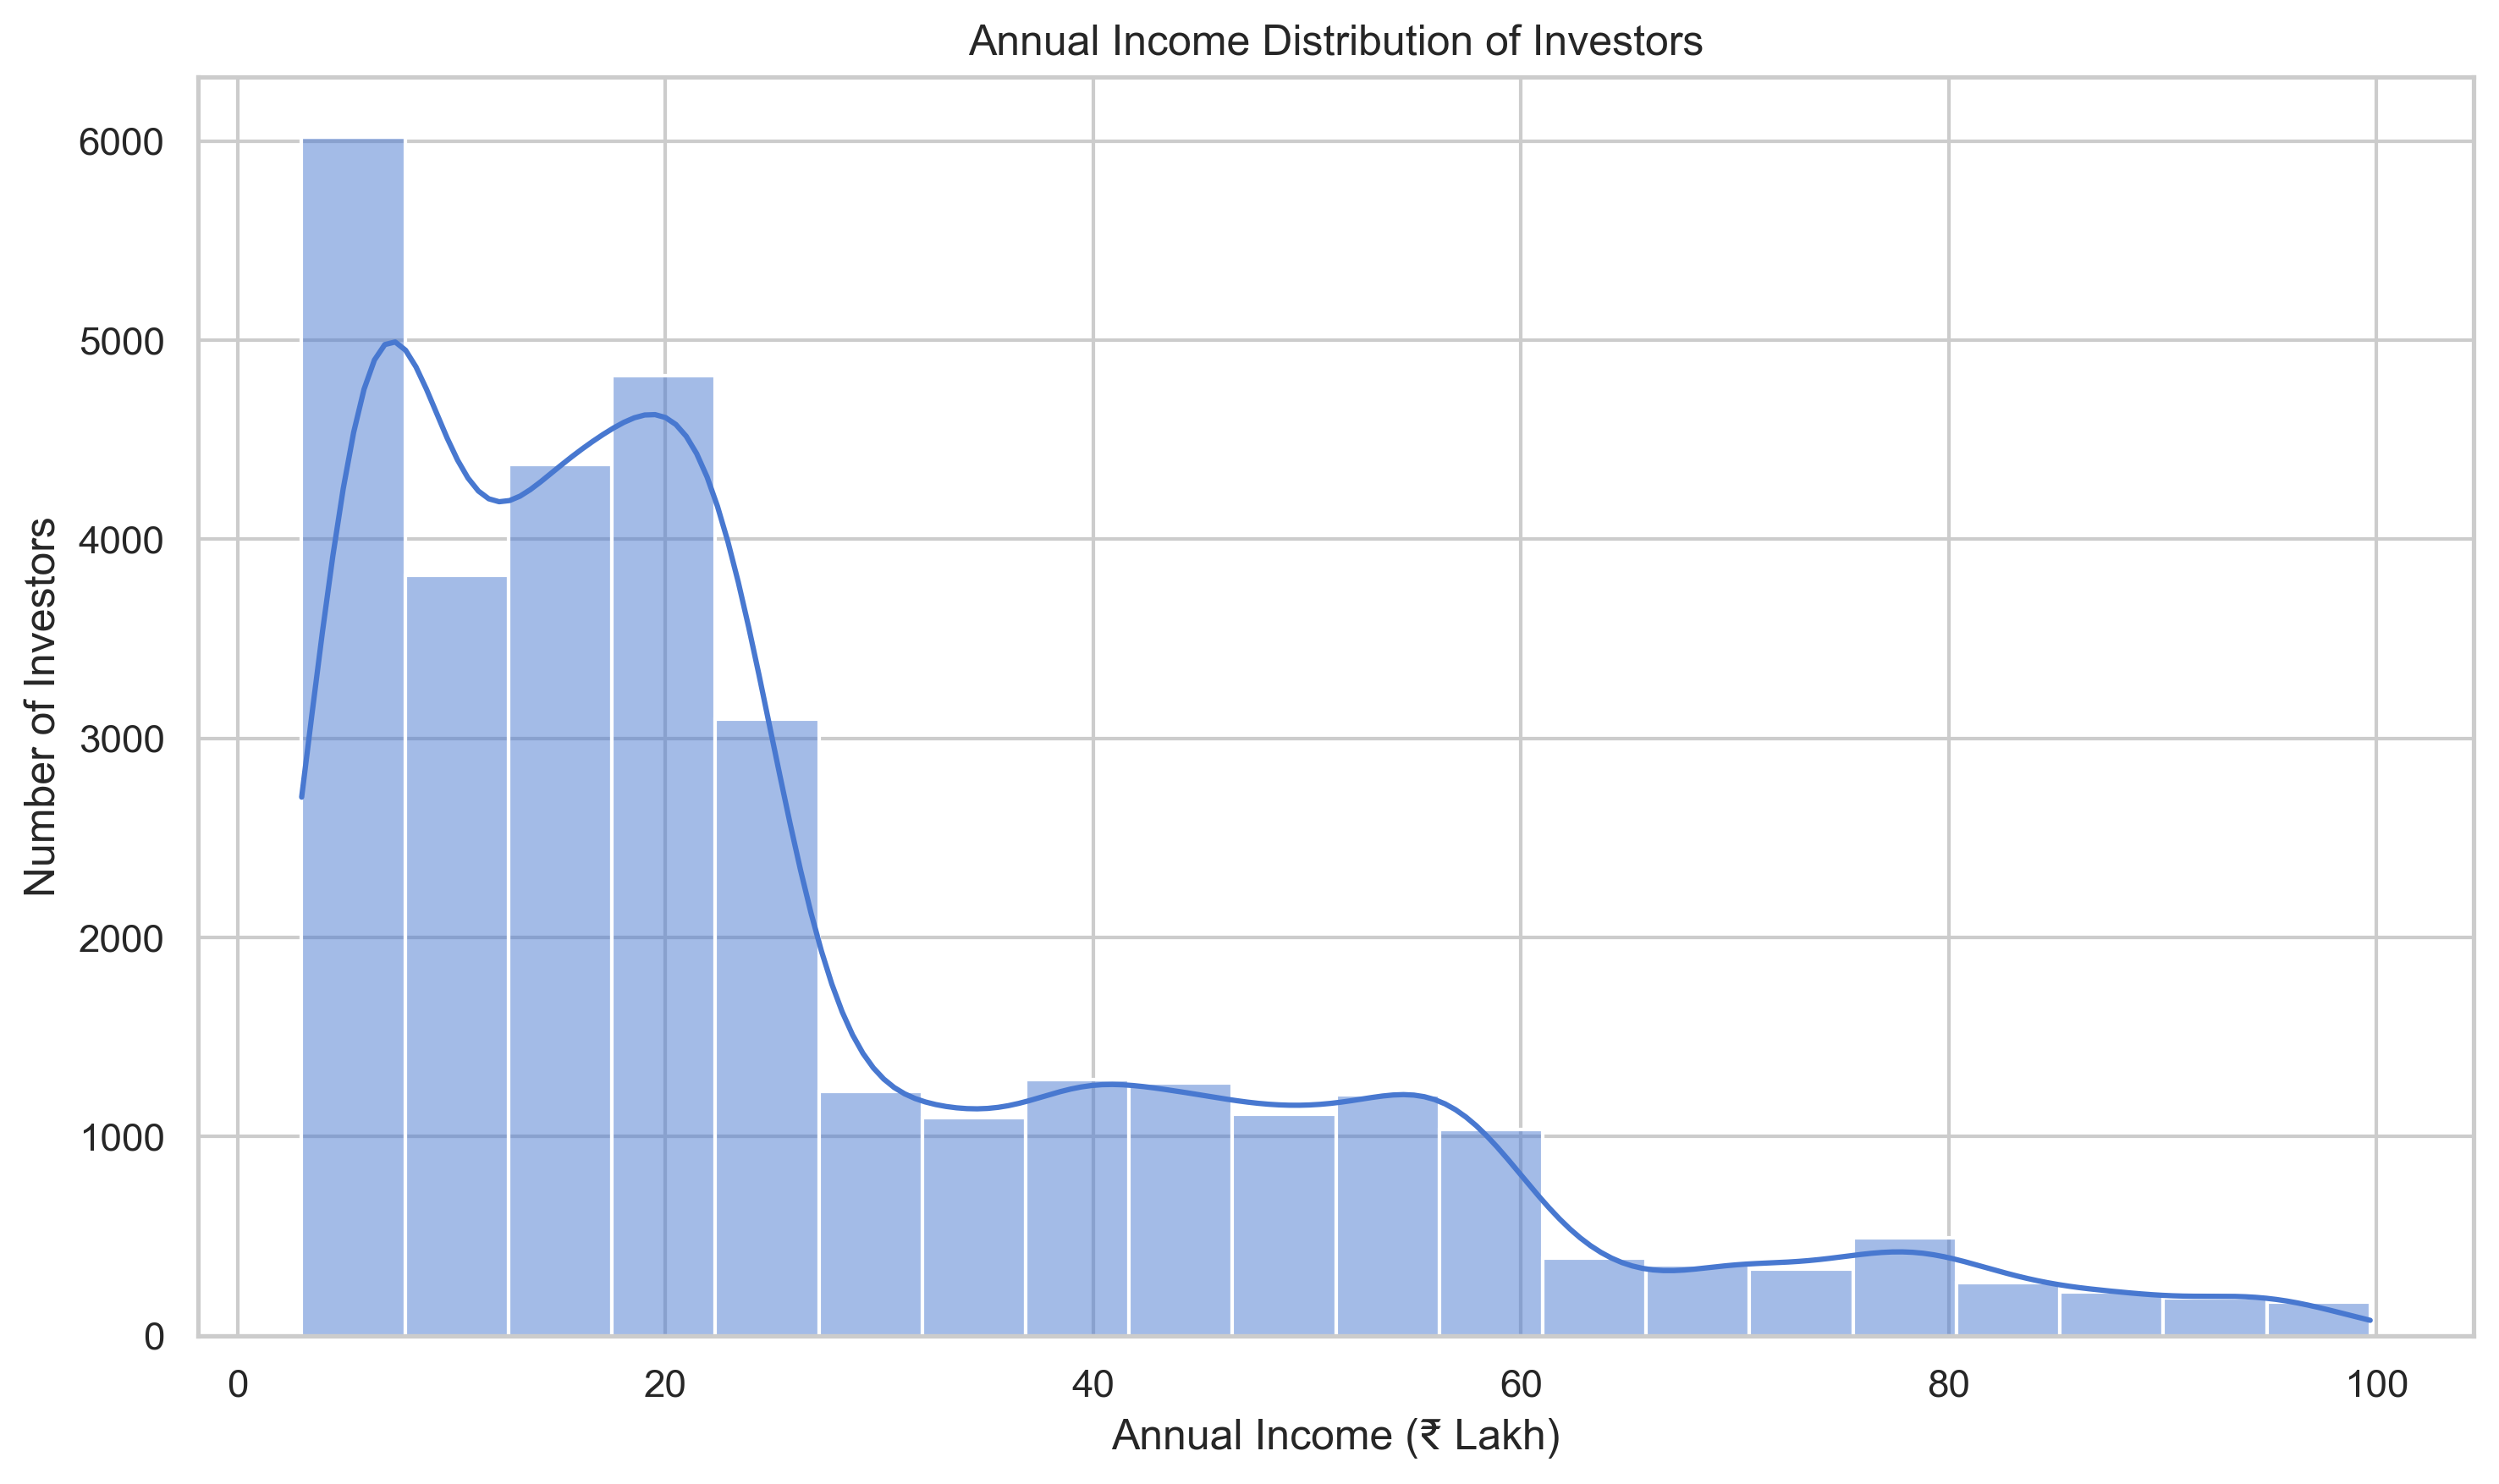 Annual Income Distribution of Investors
6000
5000
4000
3000
2000
1000
0
Number of Investors
0 20 40 60 80 100
Annual Income (₹ Lakh)